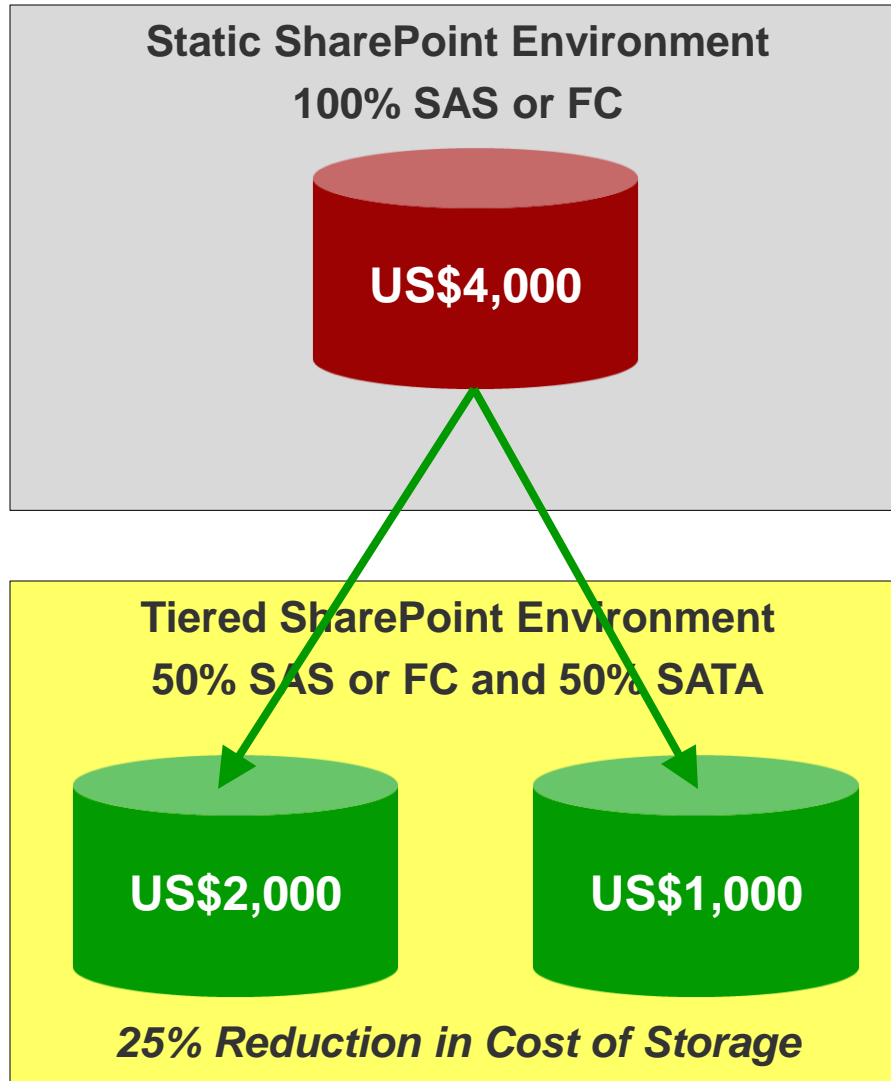 Static SharePoint Environment
100% SAS or FC
US$4,000
Tiered SharePoint Environment
50% SAS or FC and 50% SATA
US$2,000
US$1,000
25% Reduction in Cost of Storage